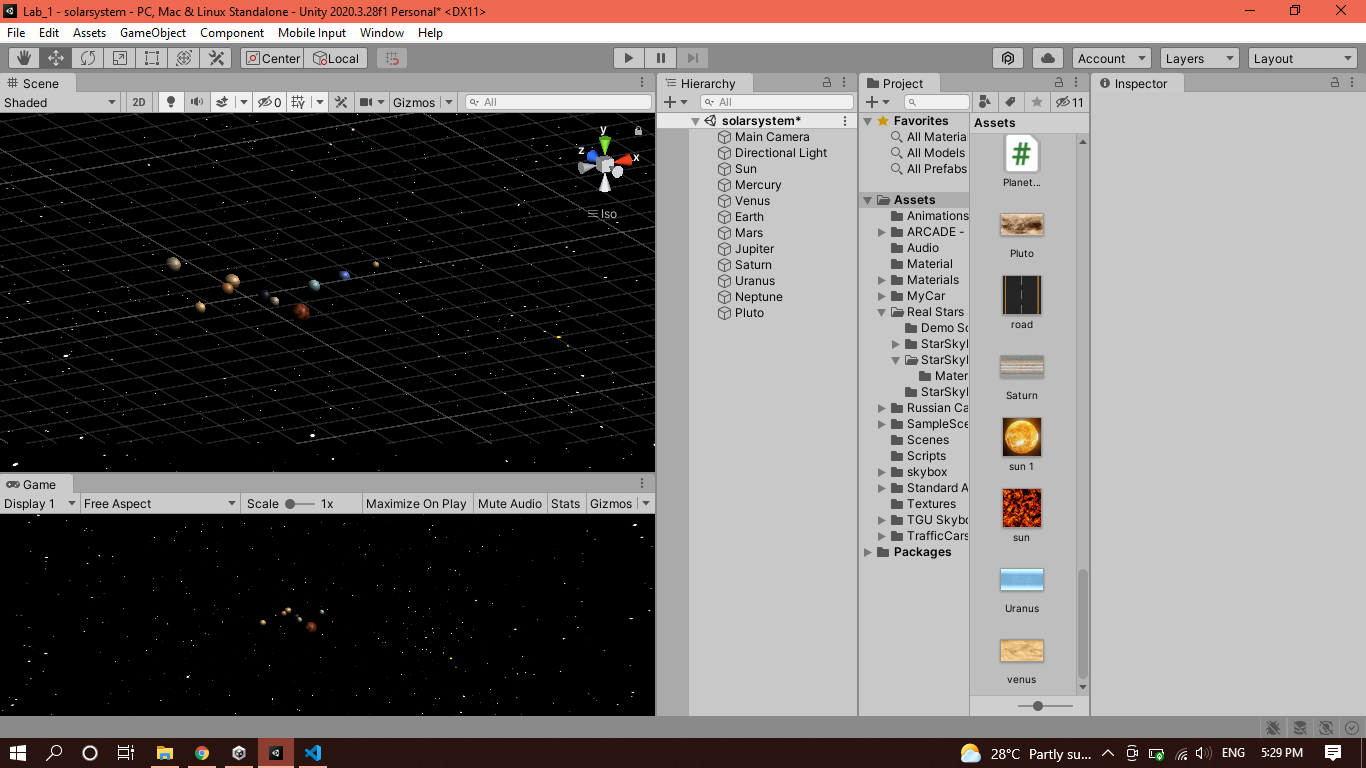 Lab_1 - solarsystem - PC, Mac & Linux Standalone - Unity 2020.3.28f1 Personal* <DX11>
File Edit Assets GameObject Component Mobile Input Window Help
Center Local Account Layers Layout
Scene
Shaded 2D 0 Gizmos All
y
z
x
Iso
Game
Display 1 Free Aspect Scale 1x Maximize On Play Mute Audio Stats Gizmos
Hierarchy
All
solarsystem*
Main Camera
Directional Light
Sun
Mercury
Venus
Earth
Mars
Jupiter
Saturn
Uranus
Neptune
Pluto
Project
11
Favorites
All Materia
All Models
All Prefabs
Assets
Animations
ARCADE -
Audio
Material
Materials
MyCar
Real Stars
Demo Sc
StarSkyl
StarSkyl
Mater
StarSkyl
Russian Ca
SampleSce
Scenes
Scripts
skybox
Standard A
Textures
TGU Skybo
TrafficCars
Packages
Assets
#
Planet...
Pluto
road
Saturn
sun 1
sun
Uranus
venus
Inspector
28°C Partly su... ENG 5:29 PM